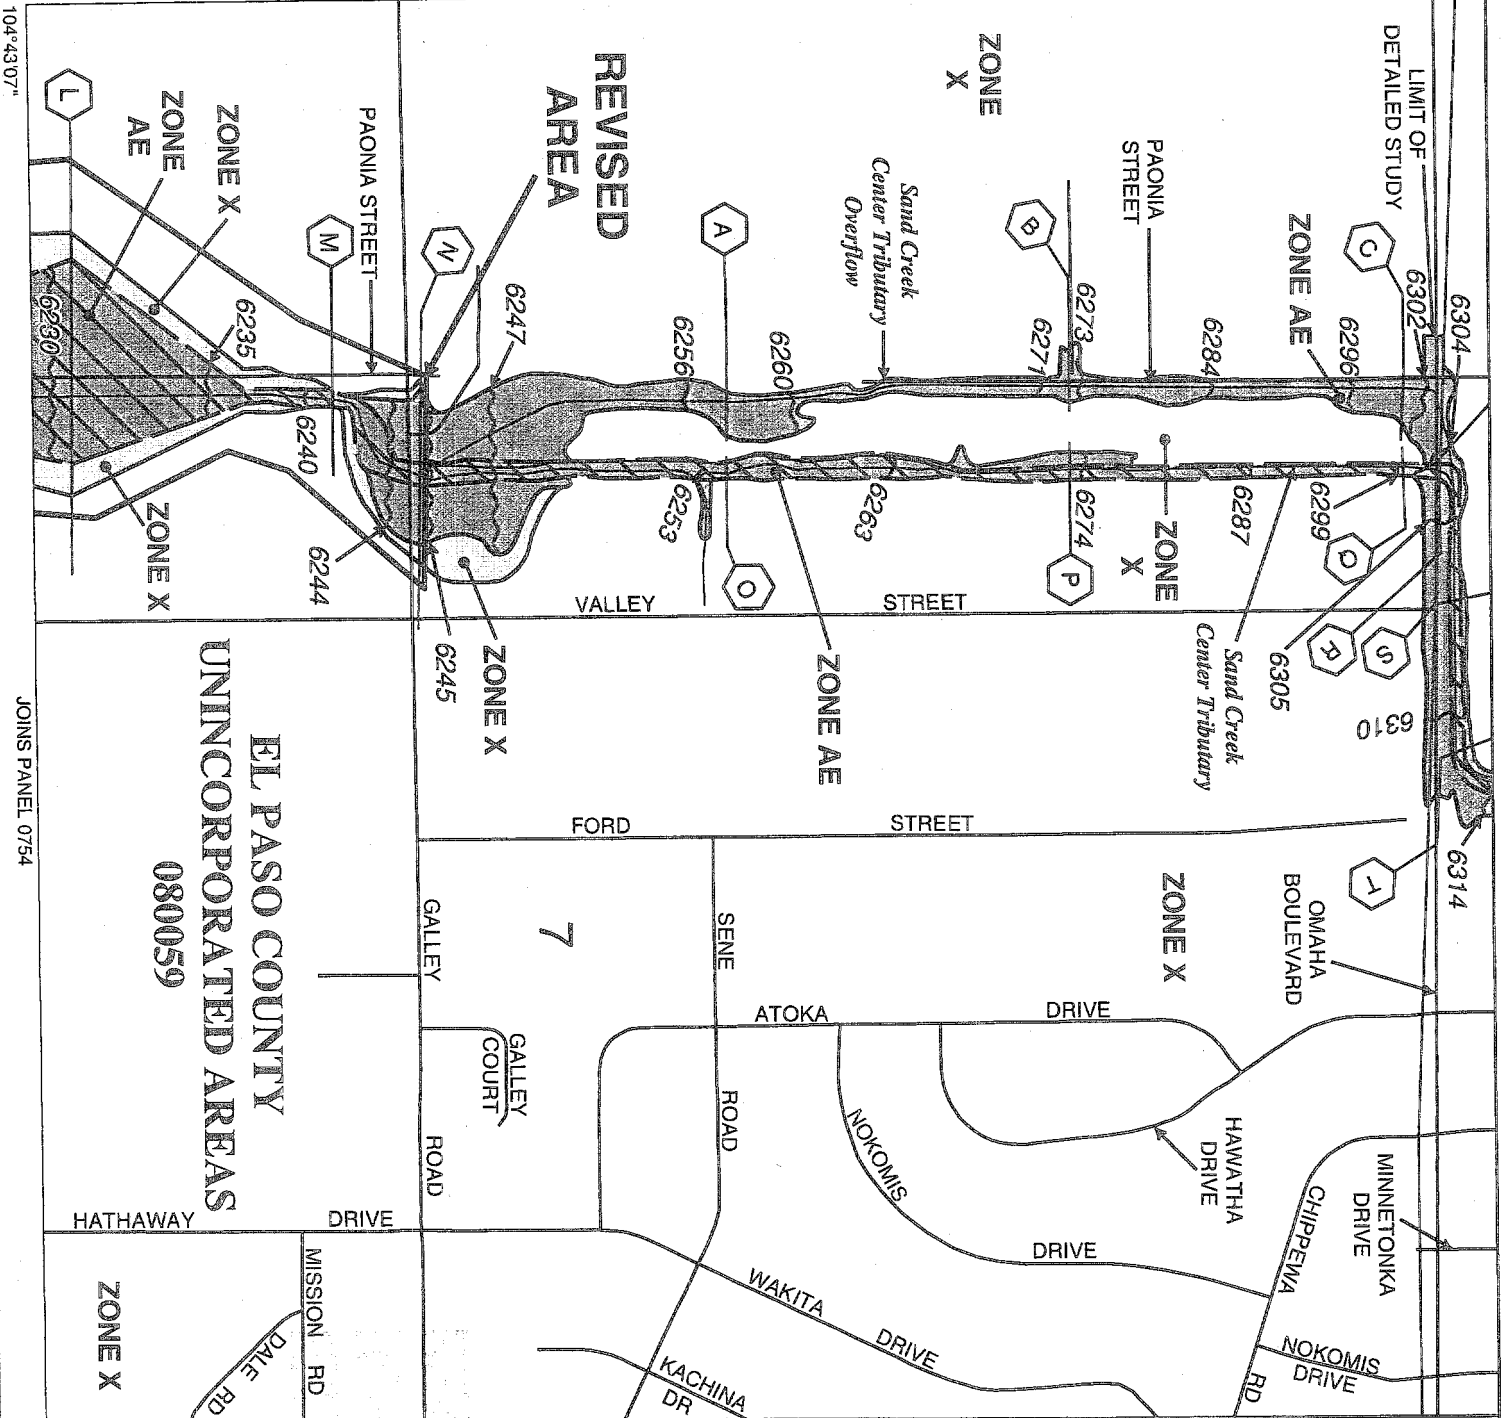 104°43'07"
JOINS PANEL 0754
LIMIT OF
DETAILED STUDY
ZONE
X
PAONIA
STREET
Sand Creek
Center Tributary
Overflow
REVISED
AREA
PAONIA STREET
ZONE X
ZONE
AE
L
M
N
A
B
C
ZONE AE
6304
6302
6296
6284
6273
6271
6260
6256
6247
6235
6230
6240
6244
6245
6253
6263
6274
6287
6299
6305
6310
6314
ZONE
X
O
P
Q
R
S
T
VALLEY
STREET
ZONE X
ZONE X
ZONE AE
Sand Creek
Center Tributary
EL PASO COUNTY
UNINCORPORATED AREAS
080059
FORD
STREET
7
ZONE X
OMAHA
BOULEVARD
GALLEY
ROAD
SENE
ROAD
GALLEY
COURT
ATOKA
DRIVE
NOKOMIS
DRIVE
HAWATHA
DRIVE
CHIPPEWA
RD
MINNETONKA
DRIVE
NOKOMIS
DRIVE
HATHAWAY
DRIVE
MISSION RD
DALE RD
ZONE X
WAKITA
DRIVE
KACHINA
DR